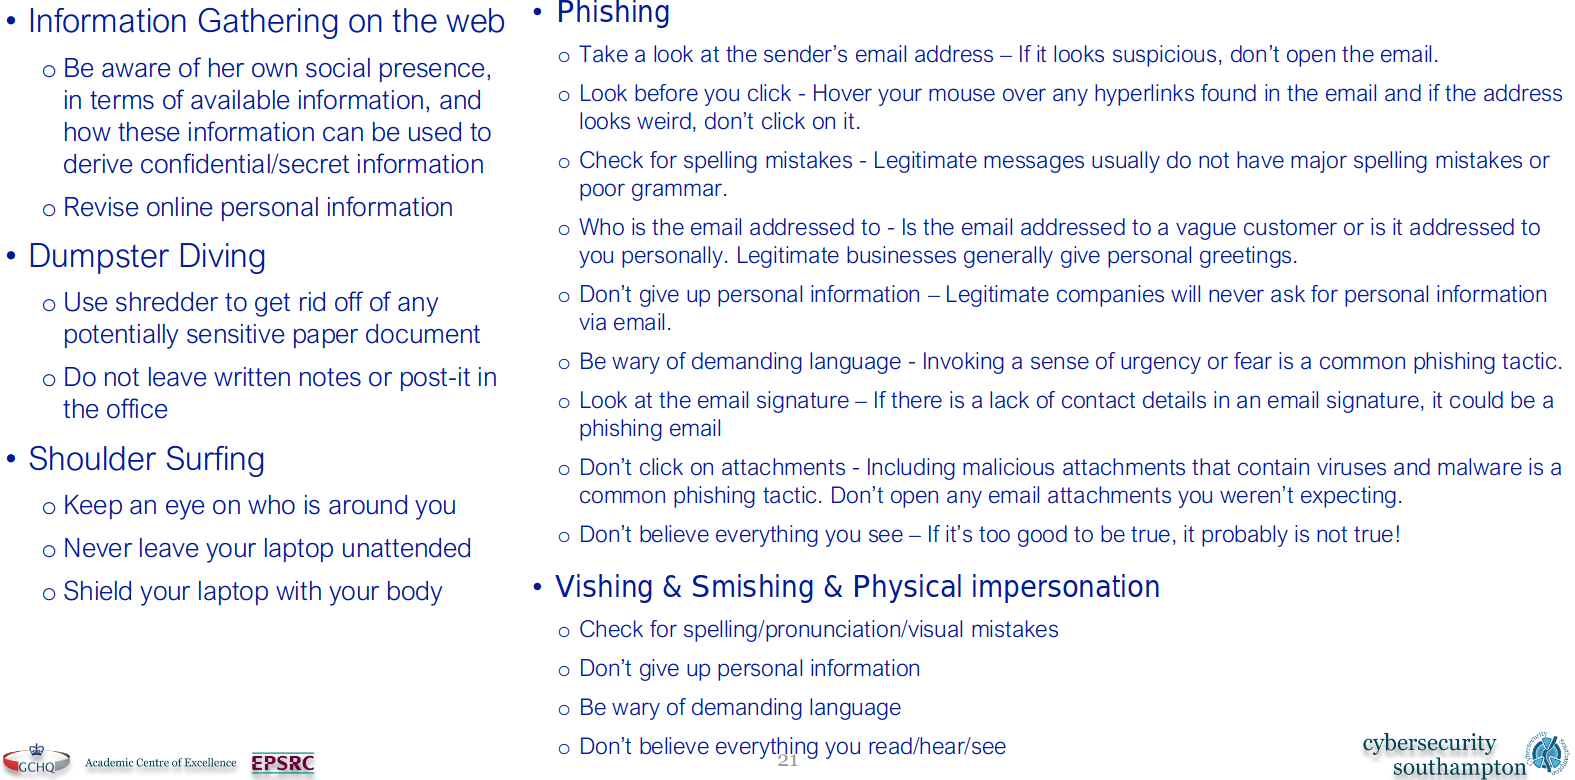 • Information Gathering on the web
o Be aware of her own social presence,
in terms of available information, and
how these information can be used to
derive confidential/secret information
o Revise online personal information
• Dumpster Diving
o Use shredder to get rid off of any
potentially sensitive paper document
o Do not leave written notes or post-it in
the office
• Shoulder Surfing
o Keep an eye on who is around you
o Never leave your laptop unattended
o Shield your laptop with your body
• Phishing
o Take a look at the sender’s email address – If it looks suspicious, don’t open the email.
o Look before you click - Hover your mouse over any hyperlinks found in the email and if the address
looks weird, don’t click on it.
o Check for spelling mistakes - Legitimate messages usually do not have major spelling mistakes or
poor grammar.
o Who is the email addressed to - Is the email addressed to a vague customer or is it addressed to
you personally. Legitimate businesses generally give personal greetings.
o Don’t give up personal information – Legitimate companies will never ask for personal information
via email.
o Be wary of demanding language - Invoking a sense of urgency or fear is a common phishing tactic.
o Look at the email signature – If there is a lack of contact details in an email signature, it could be a
phishing email
o Don’t click on attachments - Including malicious attachments that contain viruses and malware is a
common phishing tactic. Don’t open any email attachments you weren’t expecting.
o Don’t believe everything you see – If it’s too good to be true, it probably is not true!
• Vishing & Smishing & Physical impersonation
o Check for spelling/pronunciation/visual mistakes
o Don’t give up personal information
o Be wary of demanding language
o Don’t believe everything you read/hear/see
GCHQ
Academic Centre of Excellence
EPSRC
21
cybersecurity
southampton